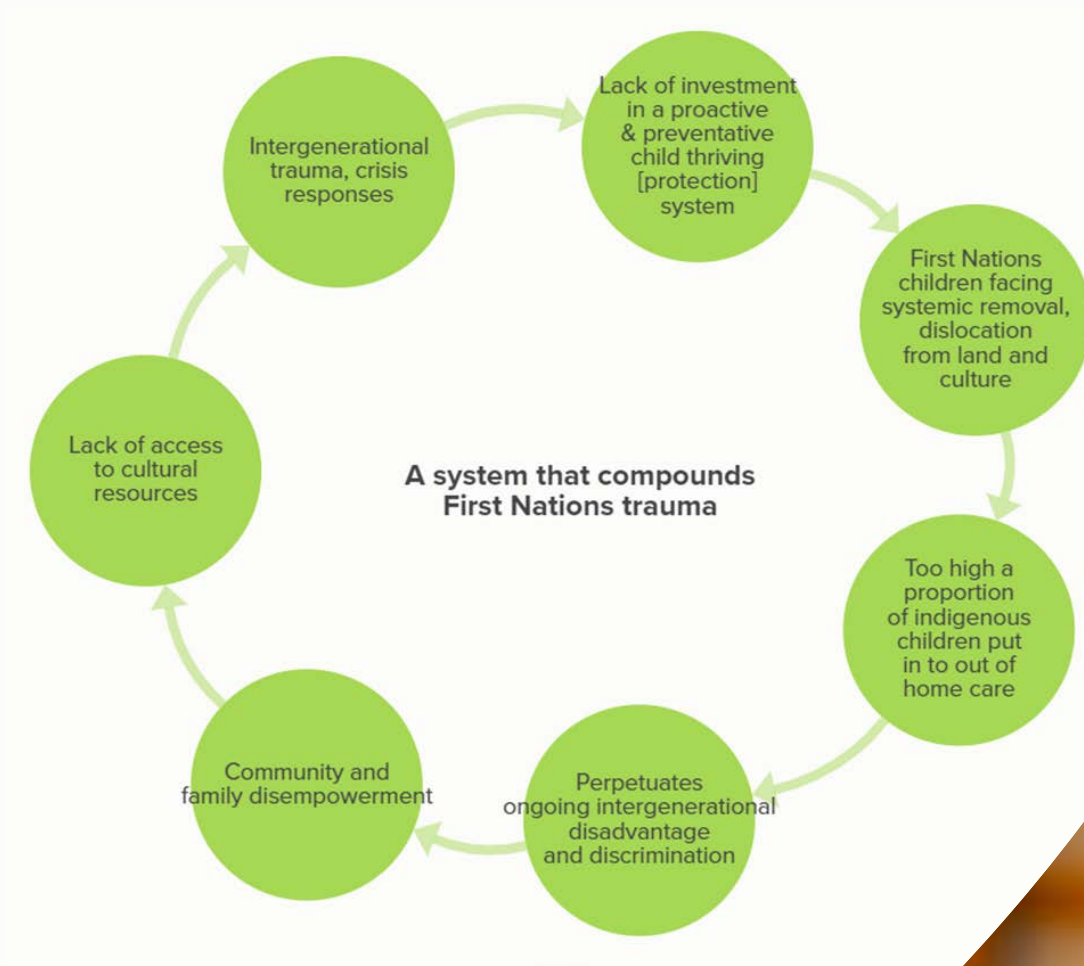 Intergenerational
trauma, crisis
responses
Lack of investment
in a proactive
& preventative
child thriving
[protection]
system
First Nations
children facing
systemic removal,
dislocation
from land and
culture
Too high a
proportion
of indigenous
children put
in to out of
home care
Perpetuates
ongoing intergenerational
disadvantage
and discrimination
Community and
family disempowerment
Lack of access
to cultural
resources
A system that compounds
First Nations trauma